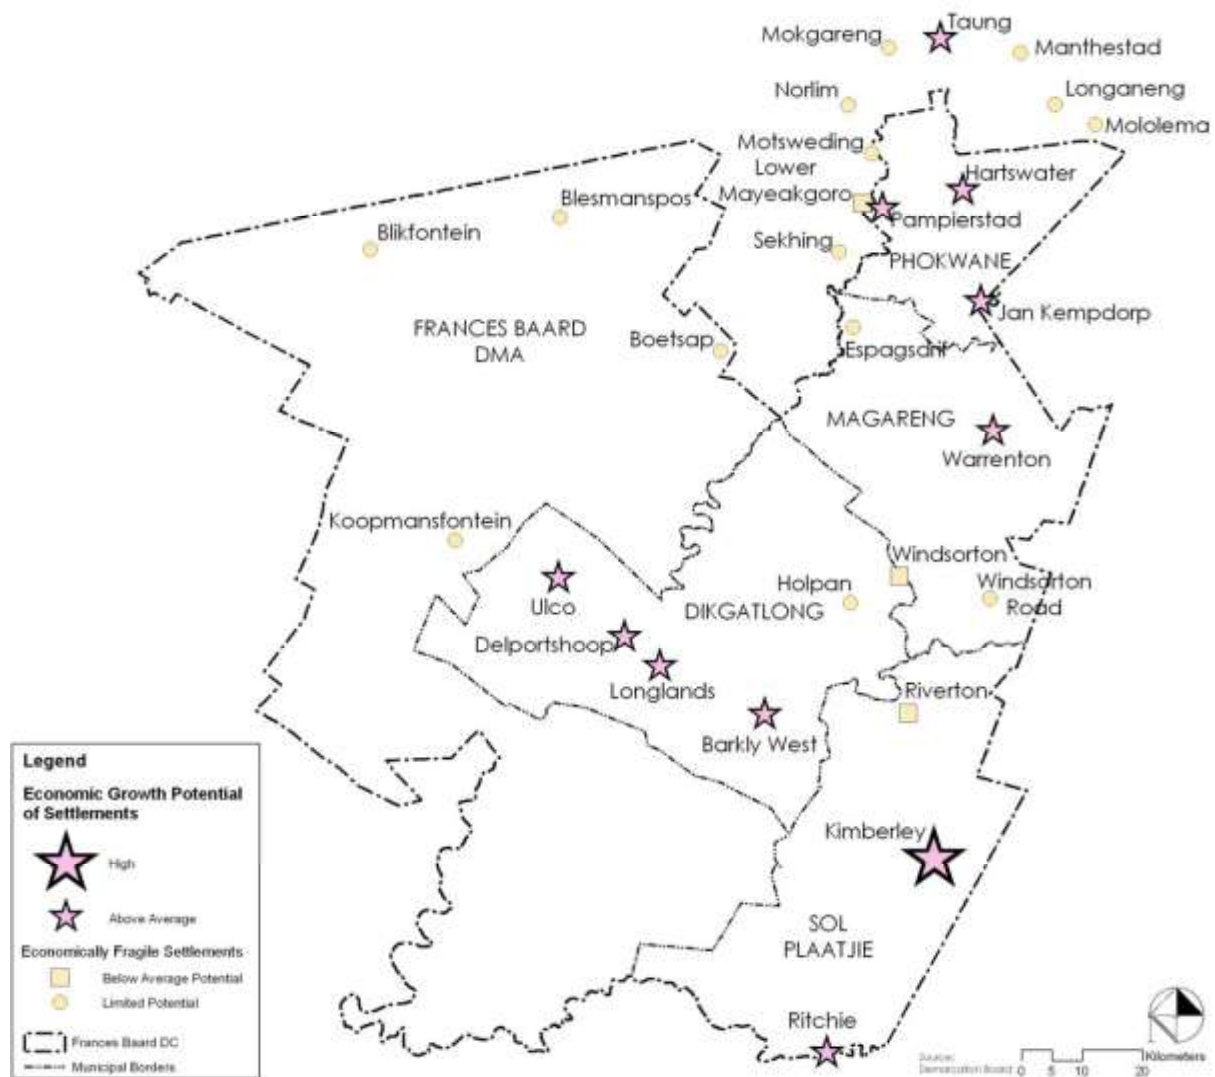 Taung
Mokgareng
Manthestad
Norlim
Longaneng
Mololema
Motsweding
Lower
Mayeakgoro
Hartswater
Pampierstad
Blesmanspos
Blikfontein
Sekhing
PHOKWANE
Jan Kempdorp
FRANCES BAARD
DMA
Boetsap
Espagsdrif
MAGARENG
Warrenton
Koopmansfontein
Windsorton
Holpan
Windsorton
Road
Ulco
DIKGATLONG
Delportshoop
Longlands
Riverton
Barkly West
Kimberley
SOL
PLAATJIE
Ritchie
Legend
Economic Growth Potential
of Settlements
High
Above Average
Economically Fragile Settlements
Below Average Potential
Limited Potential
Frances Baard DC
Municipal Borders
Source:
Demarcation Board
0 5 10 20
Kilometers